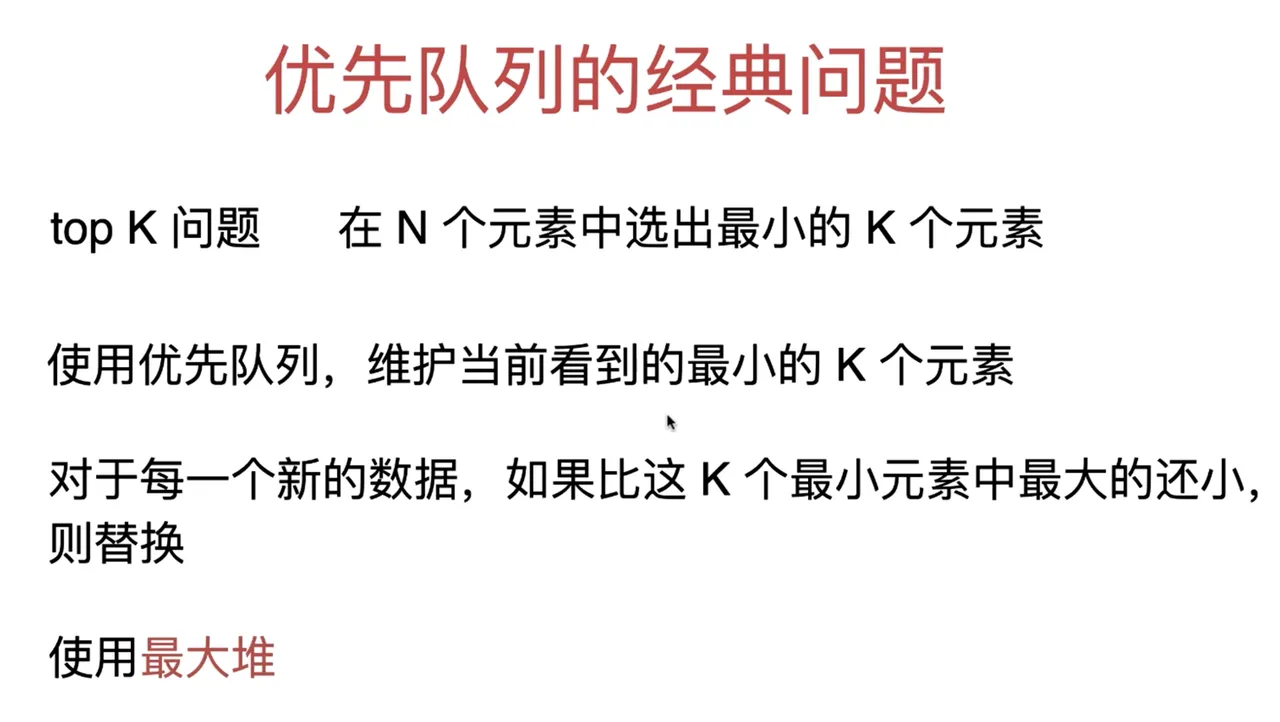 优先队列的经典问题
top K 问题 在 N 个元素中选出最小的 K 个元素
使用优先队列，维护当前看到的最小的 K 个元素
对于每一个新的数据，如果比这 K 个最小元素中最大的还小，
则替换
使用最大堆